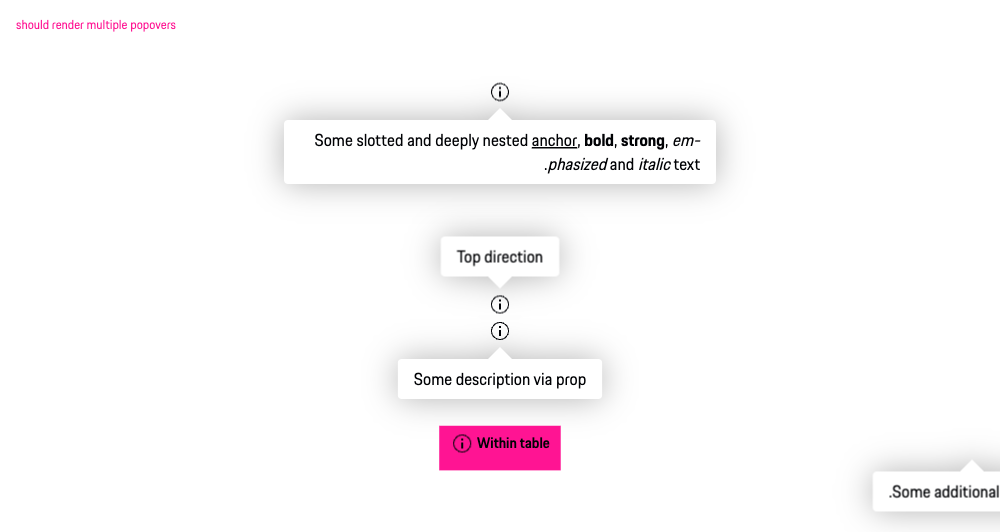 should render multiple popovers
Some slotted and deeply nested anchor, bold, strong, em-
.phasized and italic text
Top direction
Some description via prop
Within table
.Some additional